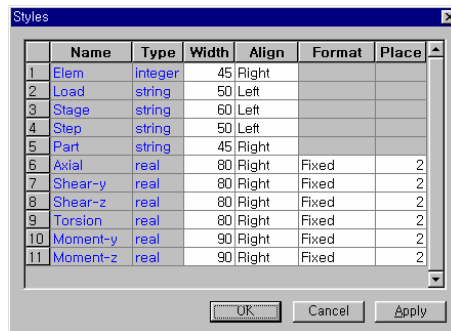 Styles
Name Type Width Align Format Place
1 Elem integer 45 Right
2 Load string 50 Left
3 Stage string 60 Left
4 Step string 50 Left
5 Part string 45 Right
6 Axial real 80 Right Fixed 2
7 Shear-y real 80 Right Fixed 2
8 Shear-z real 80 Right Fixed 2
9 Torsion real 80 Right Fixed 2
10 Moment-y real 90 Right Fixed 2
11 Moment-z real 90 Right Fixed 2
OK Cancel Apply